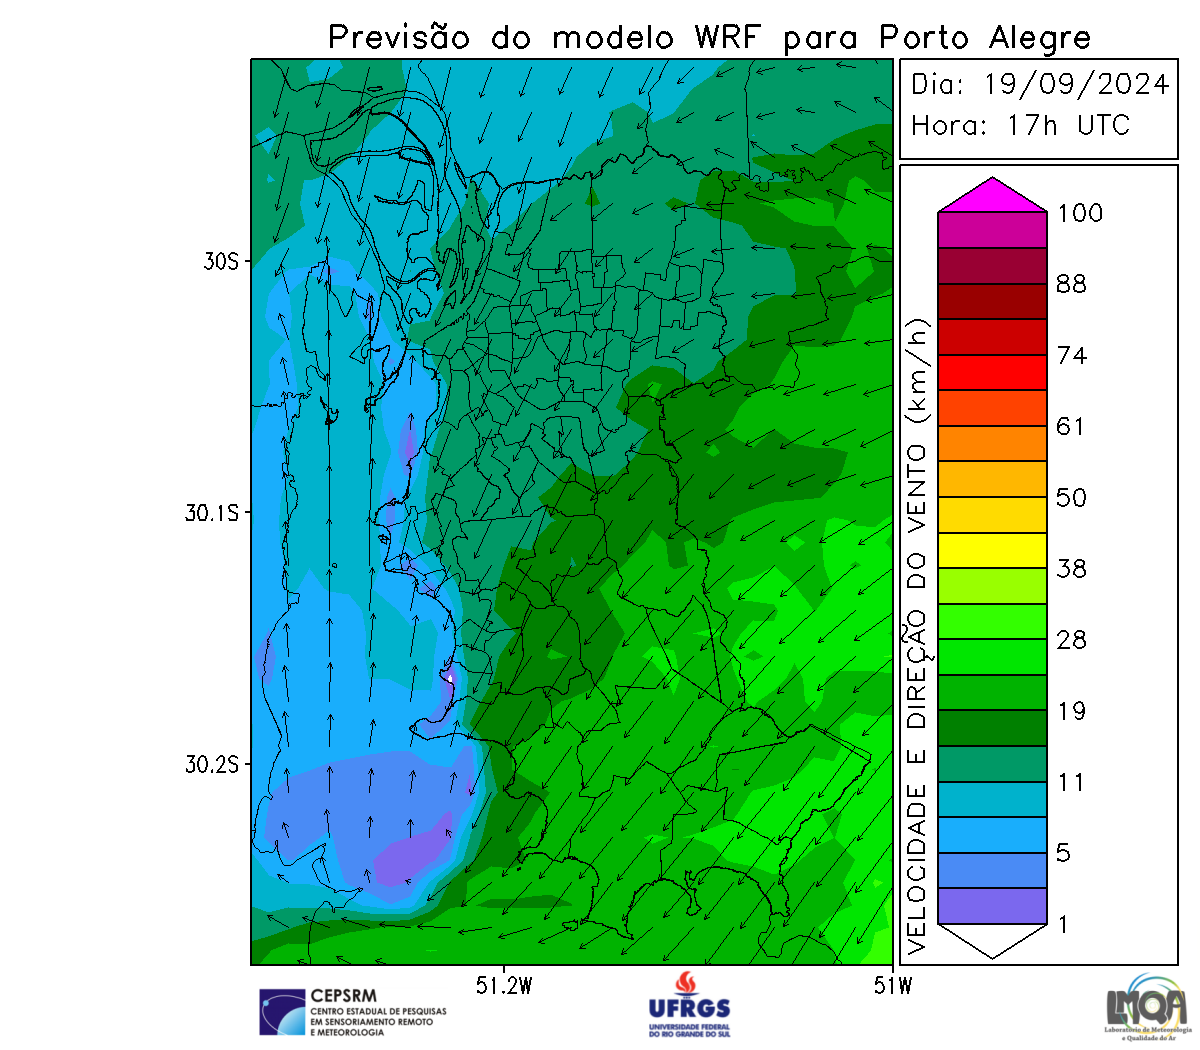 Previsão do modelo WRF para Porto Alegre
Dia: 19/09/2024
Hora: 17h UTC
30S
30.1S
30.2S
51.2W
51W
VELOCIDADE E DIREÇÃO DO VENTO (km/h)
100
88
74
61
50
38
28
19
11
5
1
CEPSRM
CENTRO ESTADUAL DE PESQUISAS
EM SENSORIAMENTO REMOTO
E METEOROLOGIA
UFRGS
UNIVERSIDADE FEDERAL
DO RIO GRANDE DO SUL
LMQA
Laboratório de Meteorologia
e Qualidade do Ar